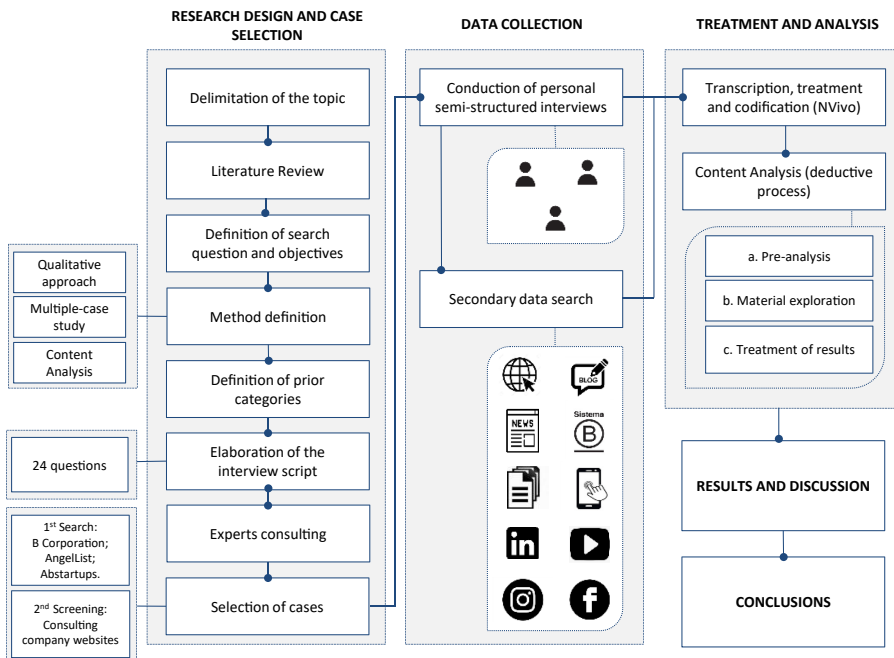 RESEARCH DESIGN AND CASE
SELECTION
Delimitation of the topic
Literature Review
Definition of search
question and objectives
Qualitative
approach
Multiple-case
study
Content
Analysis
Method definition
Definition of prior
categories
24 questions
Elaboration of the
interview script
Experts consulting
1st Search:
B Corporation;
AngelList;
Abstartups.
2nd Screening:
Consulting
company websites
Selection of cases
DATA COLLECTION
Conduction of personal
semi-structured interviews
Secondary data search
BLOG
NEWS
Sistema
B
in
f
TREATMENT AND ANALYSIS
Transcription, treatment
and codification (NVivo)
Content Analysis (deductive
process)
a. Pre-analysis
b. Material exploration
c. Treatment of results
RESULTS AND DISCUSSION
CONCLUSIONS